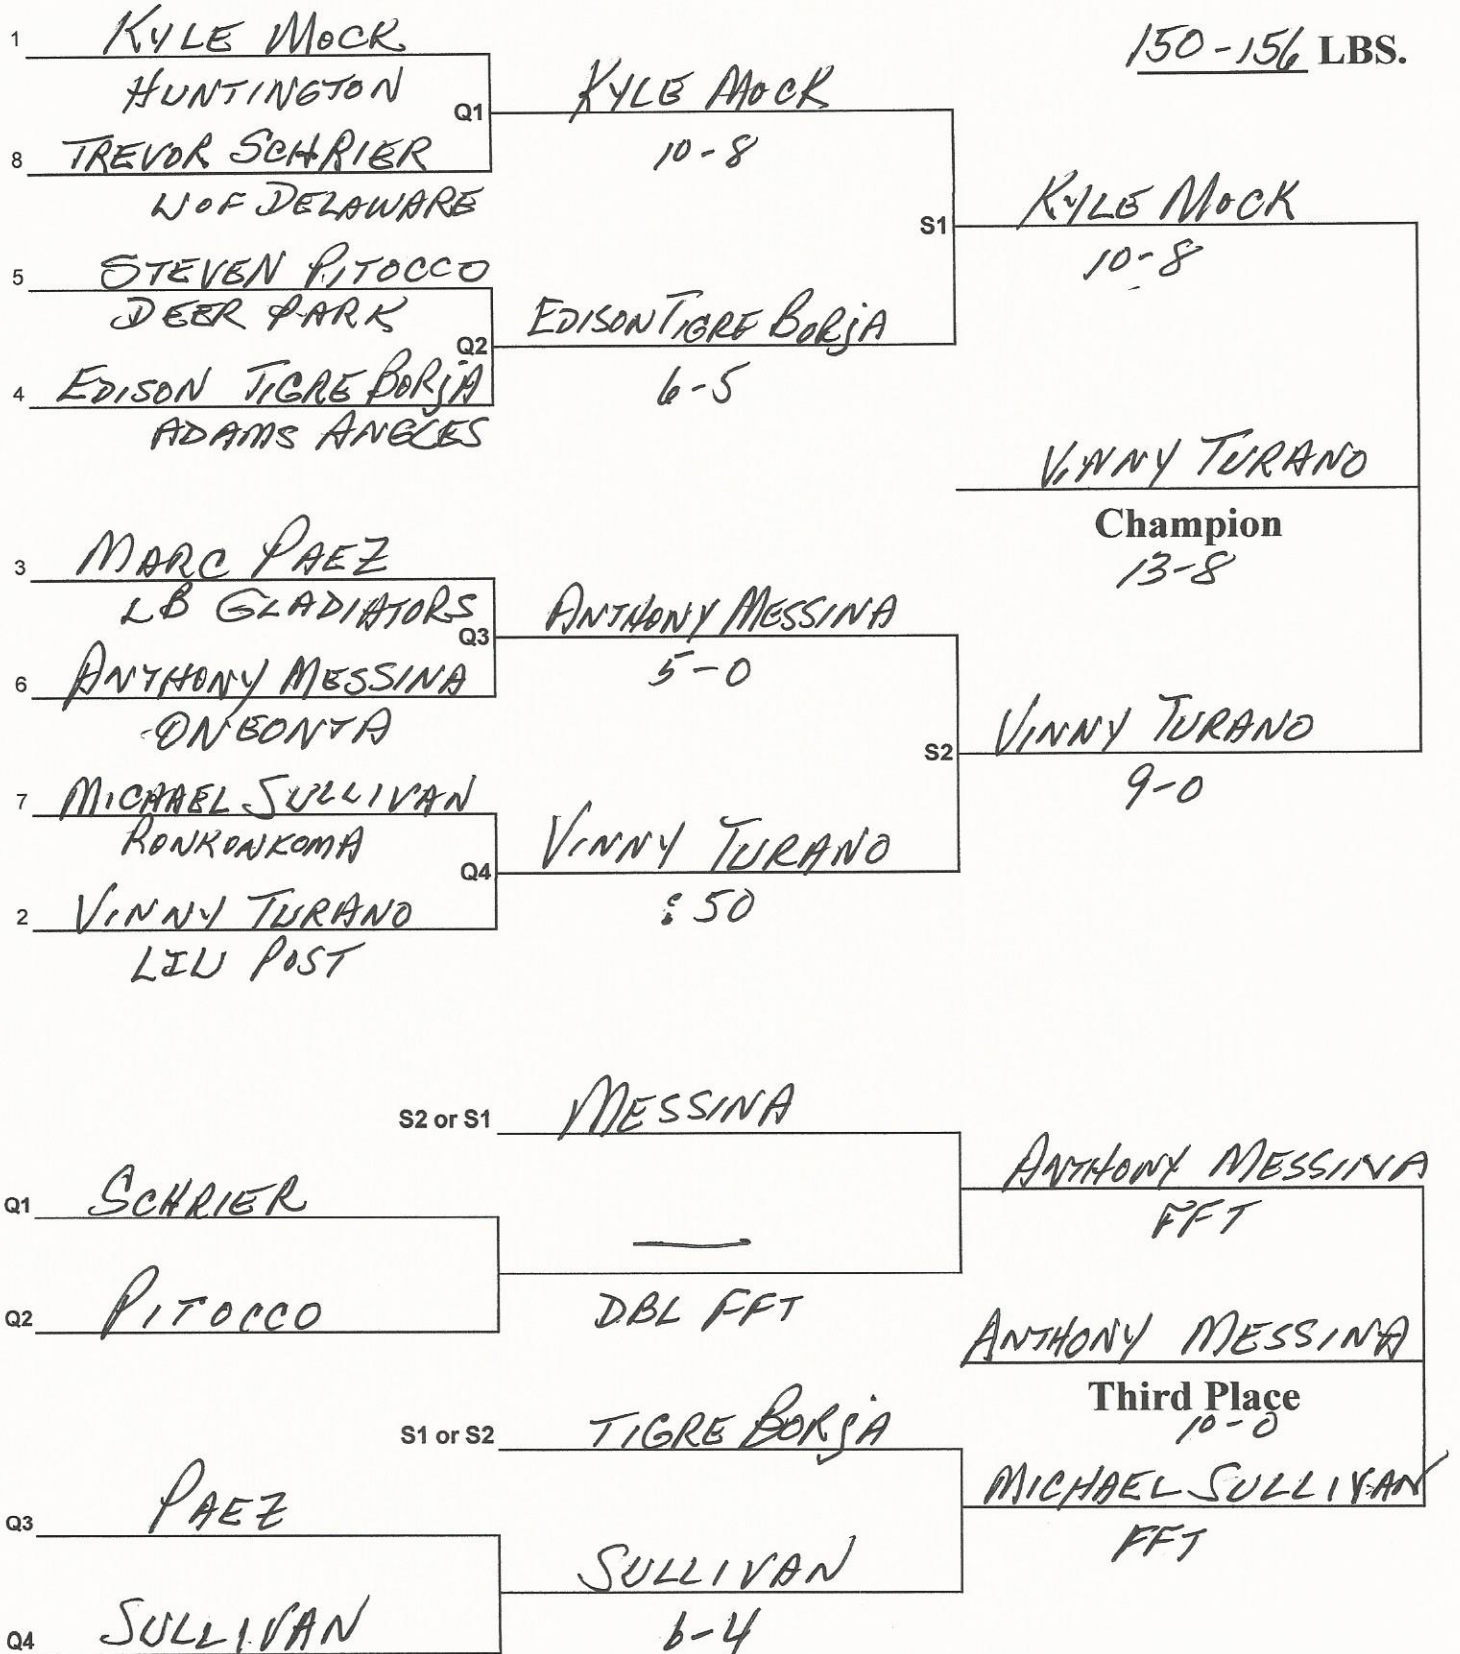 150-156 LBS.
1 KYLE MOCK
HUNTINGTON
Q1 KYLE MOCK
10-8
8 TREVOR SCHRIER
U OF DELAWARE
S1 KYLE MOCK
10-8
5 STEVEN PITOCCO
DEER PARK
Q2 EDISON TIGRE BORjA
6-5
4 EDISON TIGRE BORjA
ADAMS ANGLES
VINNY TURANO
Champion
13-8
3 MARC PAEZ
LB GLADIATORS
Q3 ANTHONY MESSINA
5-0
6 ANTHONY MESSINA
ONEONTA
S2 VINNY TURANO
9-0
7 MICHAEL SULLIVAN
RONKONKOMA
Q4 VINNY TURANO
:50
2 VINNY TURANO
LIU POST
S2 or S1 MESSINA
ANTHONY MESSINA
FFT
Q1 SCHRIER
—
DBL FFT
Q2 PITOCCO
ANTHONY MESSINA
Third Place
10-0
S1 or S2 TIGRE BORjA
MICHAEL SULLIVAN
FFT
Q3 PAEZ
SULLIVAN
6-4
Q4 SULLIVAN